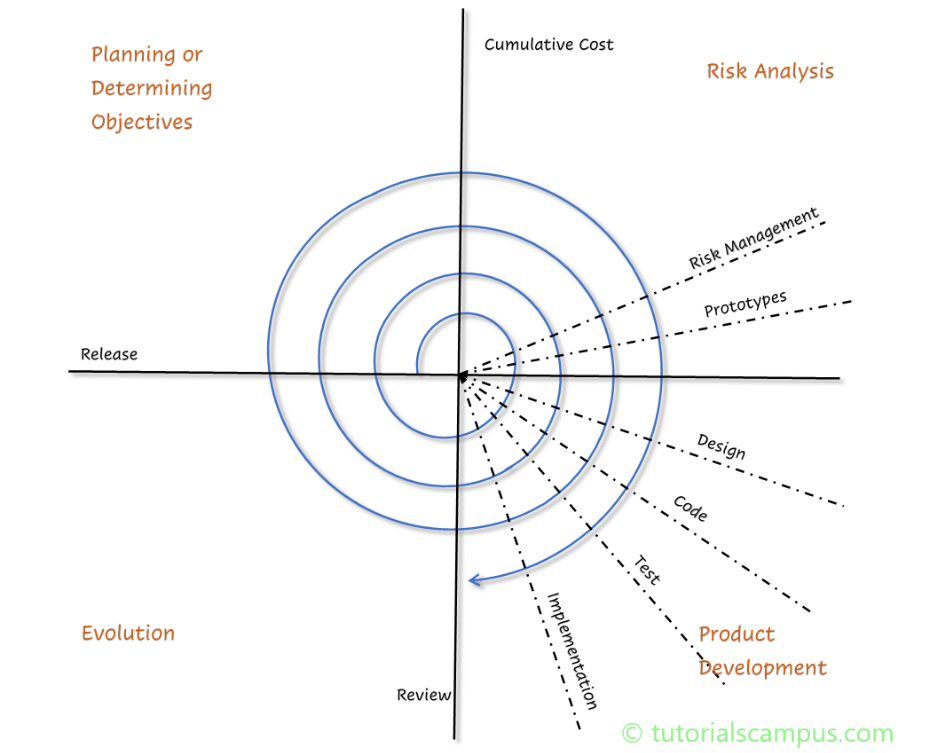 Planning or
Determining
Objectives
Cumulative Cost
Risk Analysis
Risk Management
Prototypes
Release
Design
Code
Test
Implementation
Evolution
Product
Development
Review
© tutorialscampus.com